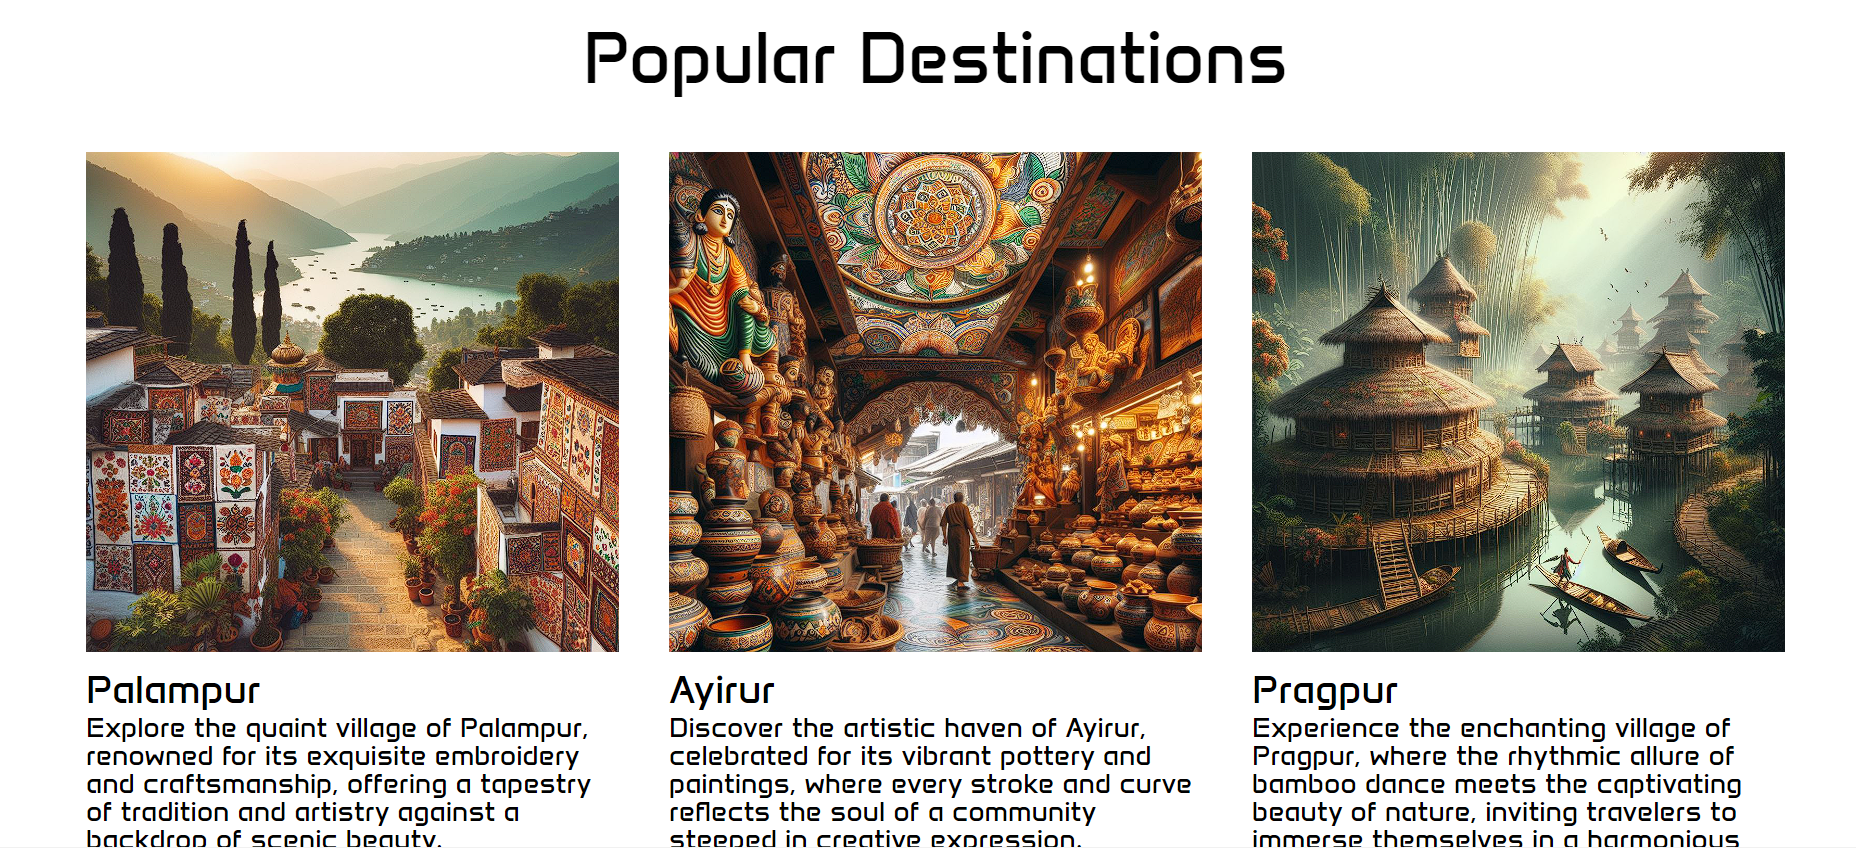 Popular Destinations
Palampur
Explore the quaint village of Palampur,
renowned for its exquisite embroidery
and craftsmanship, offering a tapestry
of tradition and artistry against a
backdrop of scenic beauty.
Ayirur
Discover the artistic haven of Ayirur,
celebrated for its vibrant pottery and
paintings, where every stroke and curve
reflects the soul of a community
steeped in creative expression.
Pragpur
Experience the enchanting village of
Pragpur, where the rhythmic allure of
bamboo dance meets the captivating
beauty of nature, inviting travelers to
immerse themselves in a harmonious